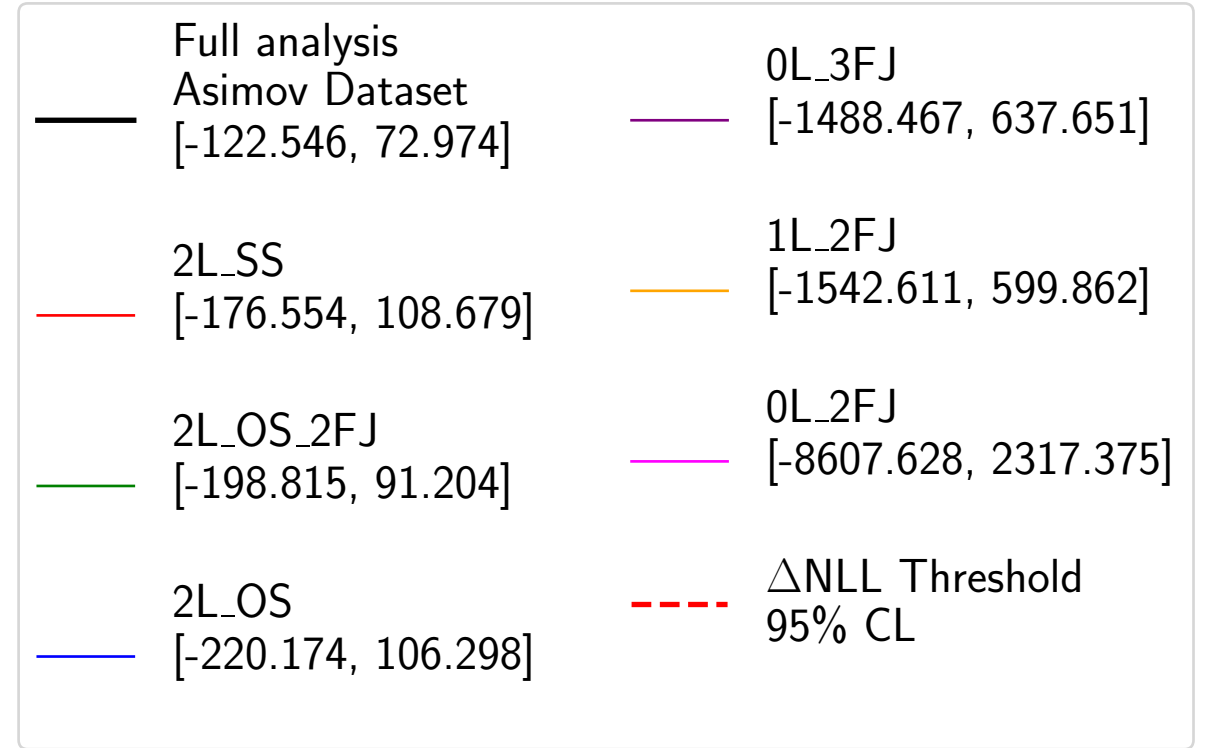 Full analysis
Asimov Dataset
[-122.546, 72.974]
2L_SS
[-176.554, 108.679]
2L_OS_2FJ
[-198.815, 91.204]
2L_OS
[-220.174, 106.298]
0L_3FJ
[-1488.467, 637.651]
1L_2FJ
[-1542.611, 599.862]
0L_2FJ
[-8607.628, 2317.375]
ΔNLL Threshold
95% CL